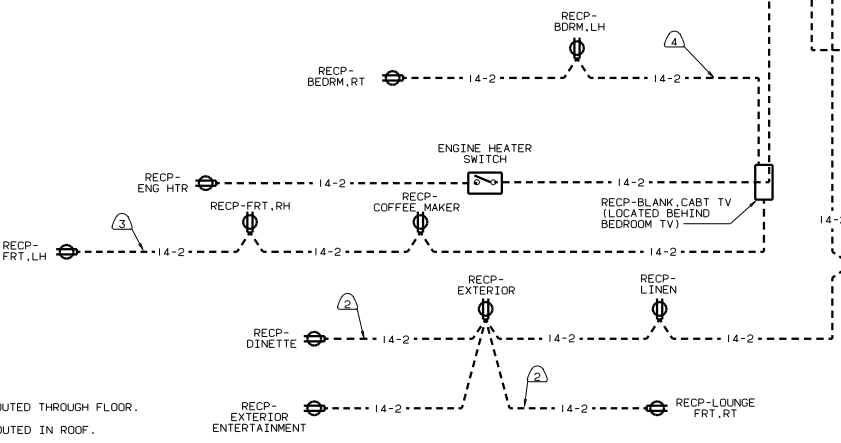 RECP-
BDRM,LH
4
RECP-
BEDRM,RT
14-2
14-2
ENGINE HEATER
SWITCH
RECP-
ENG HTR
14-2
14-2
RECP-FRT,RH
RECP-
COFFEE MAKER
RECP-BLANK,CABT TV
(LOCATED BEHIND
BEDROOM TV)
3
RECP-
FRT,LH
14-2
14-2
14-2
14-2
RECP-
EXTERIOR
RECP-
LINEN
2
RECP-
DINETTE
14-2
14-2
14-2
2
RECP-
EXTERIOR
ENTERTAINMENT
14-2
14-2
RECP-LOUNGE
FRT,RT
OUTED THROUGH FLOOR.
OUTED IN ROOF.